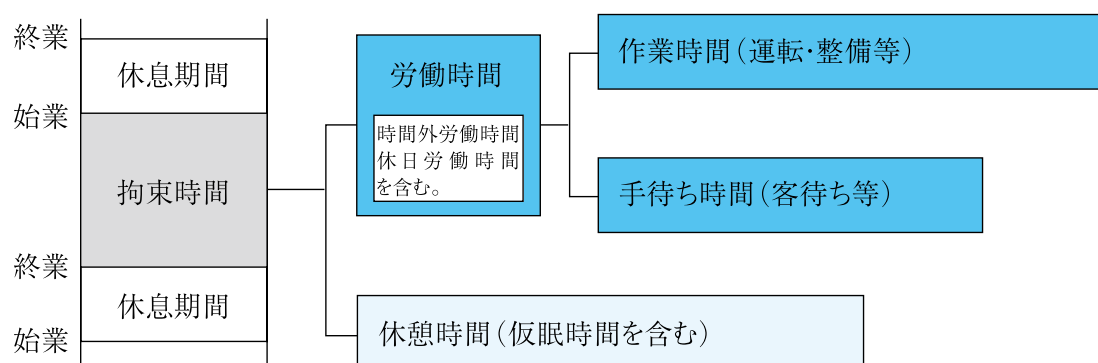 終業
休息期間
始業
拘束時間
終業
休息期間
始業
労働時間
時間外労働時間
休日労働時間
を含む。
作業時間(運転・整備等)
手待ち時間(客待ち等)
休憩時間(仮眠時間を含む)